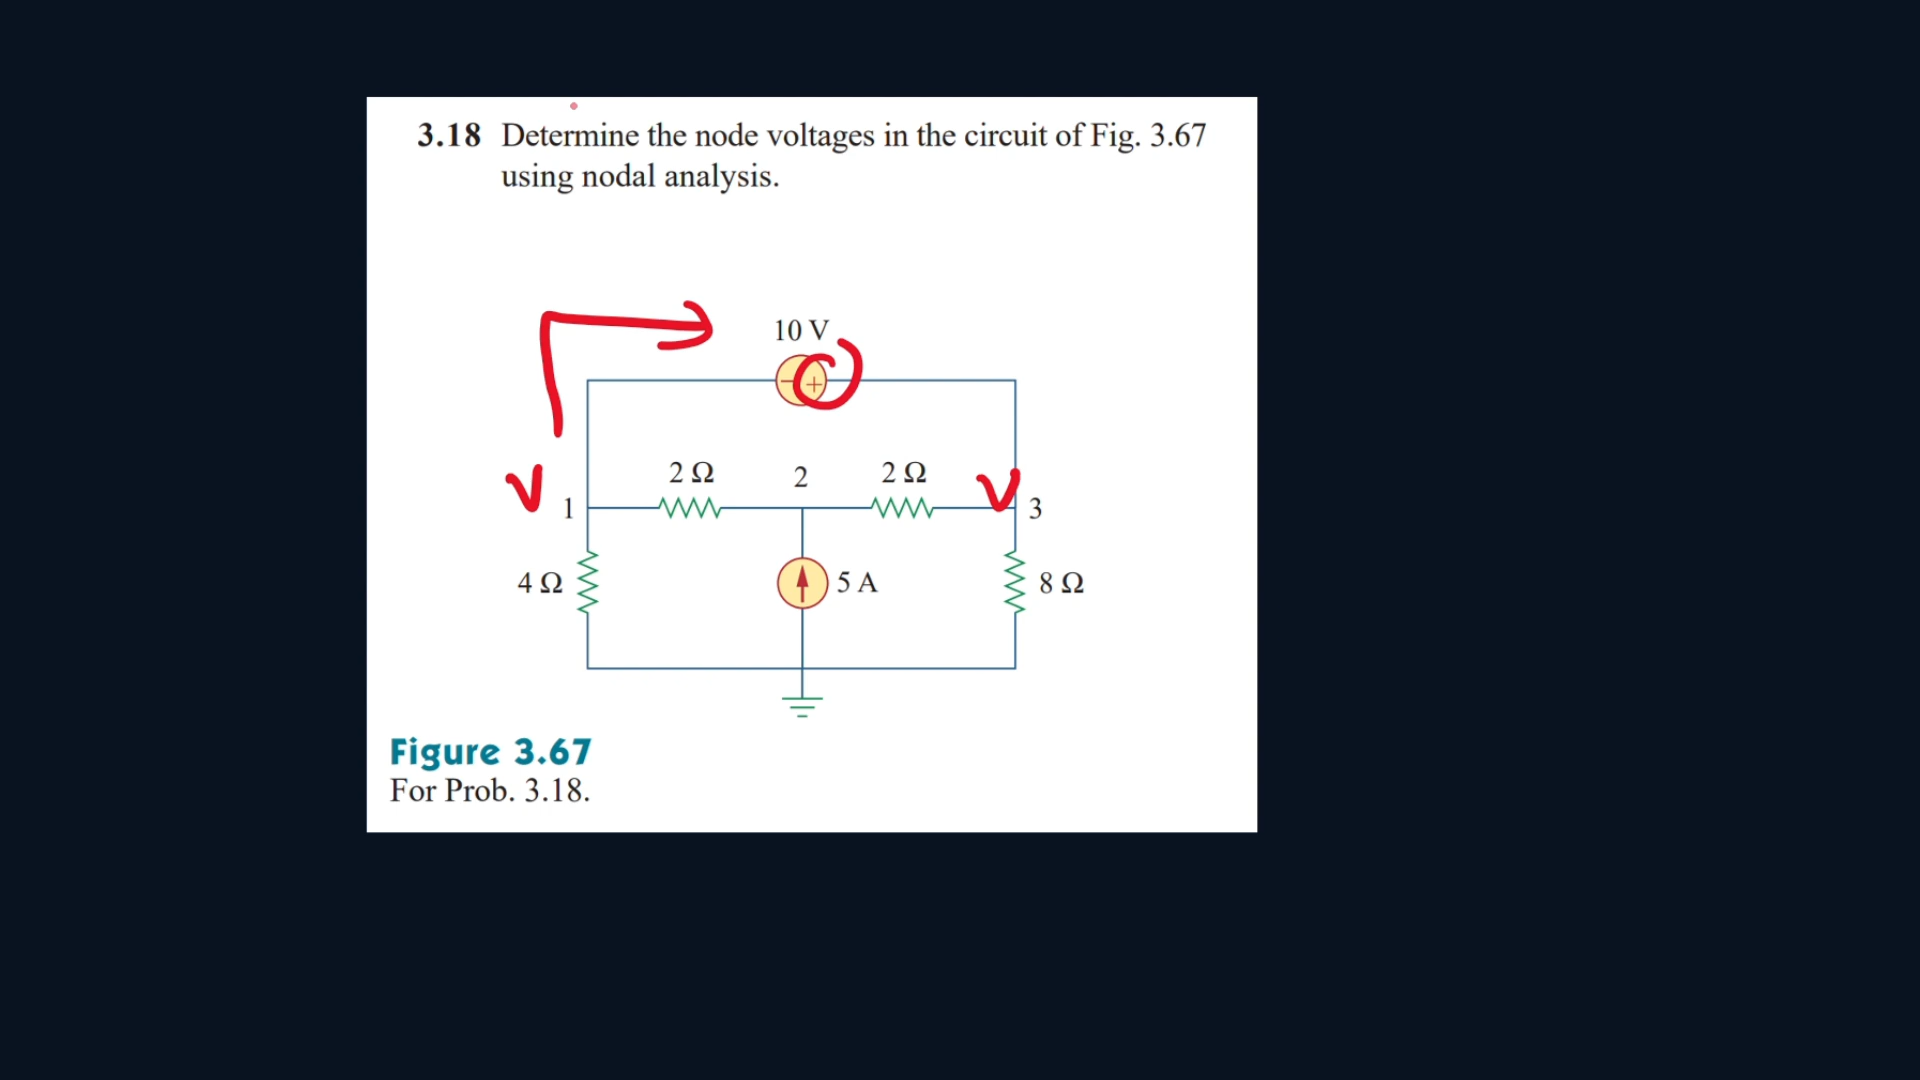 3.18 Determine the node voltages in the circuit of Fig. 3.67
using nodal analysis.
10 V
− +
2 Ω 2 2 Ω
V 1 V 3
4 Ω 5 A 8 Ω
Figure 3.67
For Prob. 3.18.